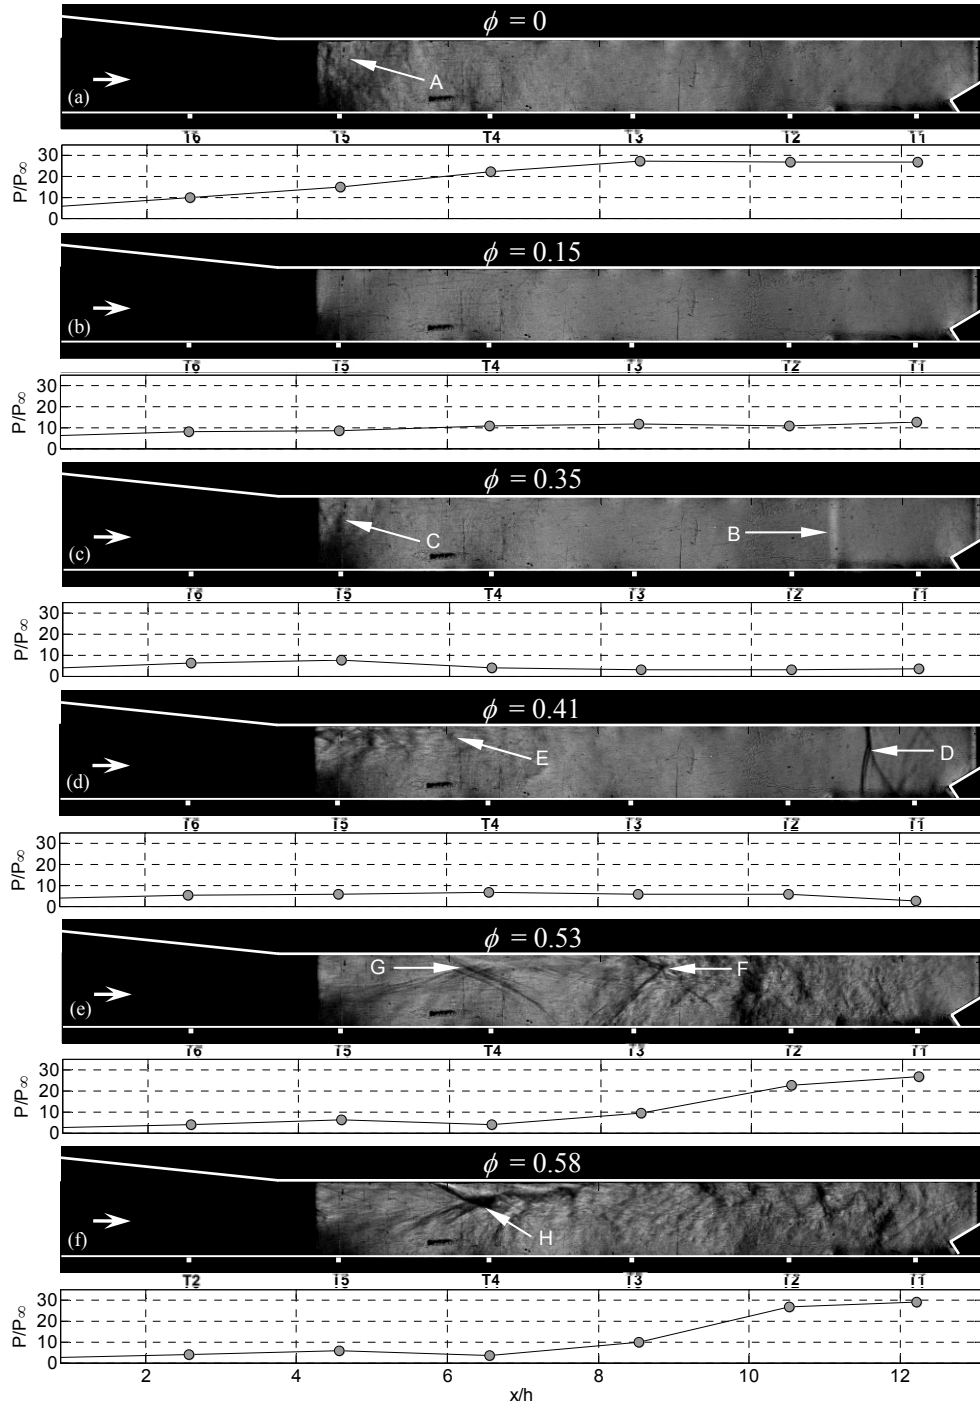 ϕ = 0
A
(a)
T6 T5 T4 T3 T2 T1
P/P∞
30
20
10
0
ϕ = 0.15
(b)
T6 T5 T4 T3 T2 T1
P/P∞
30
20
10
0
ϕ = 0.35
C B
(c)
T6 T5 T4 T3 T2 T1
P/P∞
30
20
10
0
ϕ = 0.41
E D
(d)
T6 T5 T4 T3 T2 T1
P/P∞
30
20
10
0
ϕ = 0.53
G F
(e)
T6 T5 T4 T3 T2 T1
P/P∞
30
20
10
0
ϕ = 0.58
H
(f)
T2 T5 T4 T3 T2 T1
P/P∞
30
20
10
0
2 4 6 8 10 12
x/h